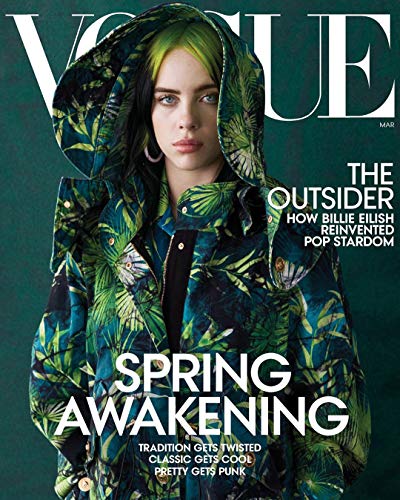 VOGUE
MAR
THE
OUTSIDER
HOW BILLIE EILISH
REINVENTED
POP STARDOM
SPRING
AWAKENING
TRADITION GETS TWISTED
CLASSIC GETS COOL
PRETTY GETS PUNK